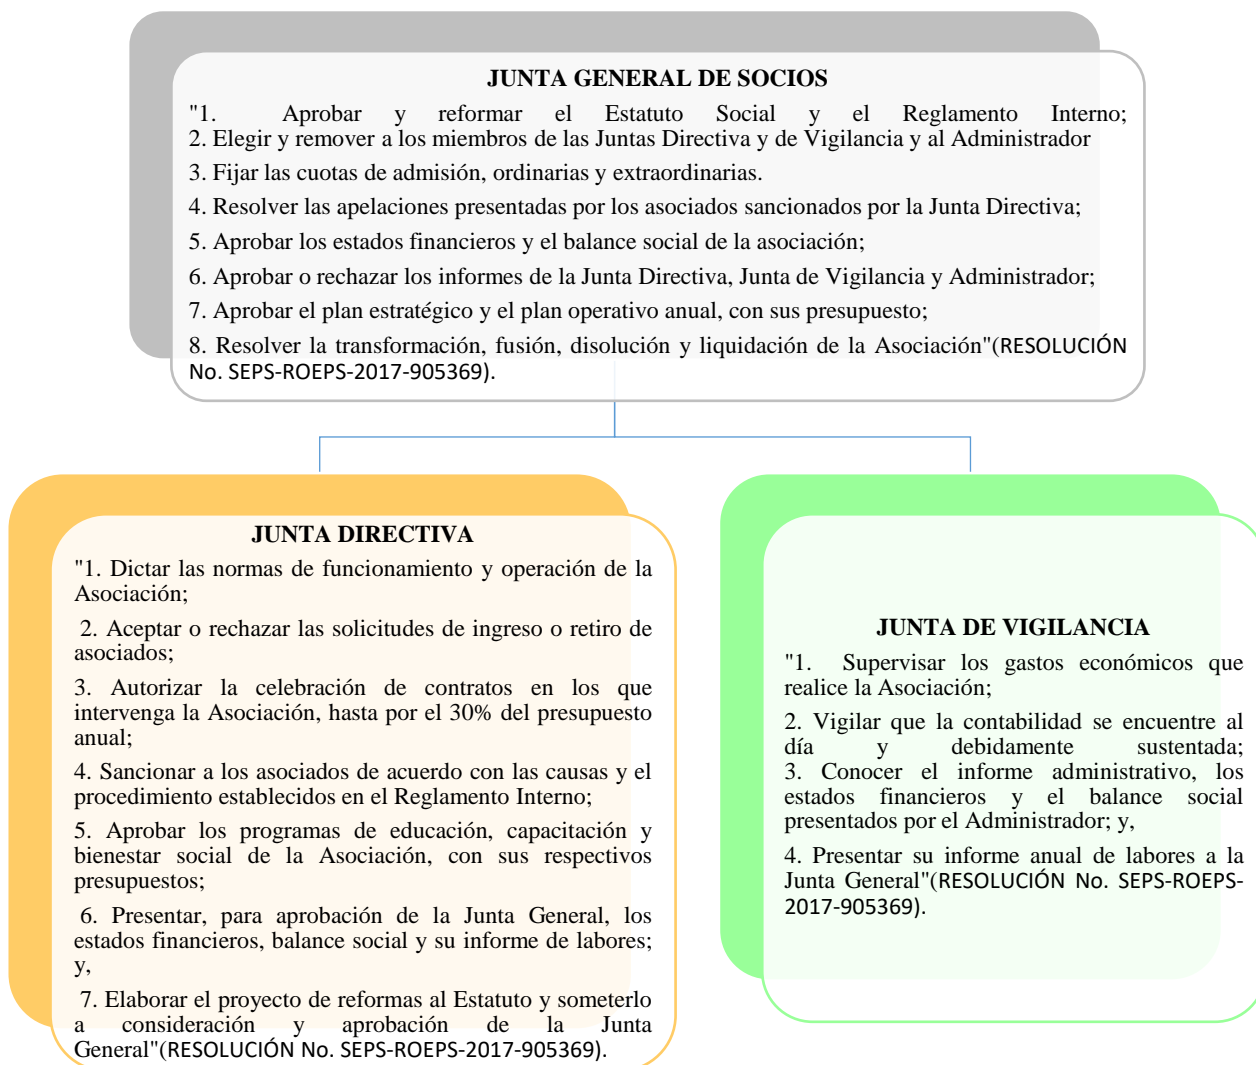 JUNTA GENERAL DE SOCIOS
"1. Aprobar y reformar el Estatuto Social y el Reglamento Interno;
2. Elegir y remover a los miembros de las Juntas Directiva y de Vigilancia y al Administrador
3. Fijar las cuotas de admisión, ordinarias y extraordinarias.
4. Resolver las apelaciones presentadas por los asociados sancionados por la Junta Directiva;
5. Aprobar los estados financieros y el balance social de la asociación;
6. Aprobar o rechazar los informes de la Junta Directiva, Junta de Vigilancia y Administrador;
7. Aprobar el plan estratégico y el plan operativo anual, con sus presupuesto;
8. Resolver la transformación, fusión, disolución y liquidación de la Asociación"(RESOLUCIÓN
No. SEPS-ROEPS-2017-905369).
JUNTA DIRECTIVA
"1. Dictar las normas de funcionamiento y operación de la
Asociación;
2. Aceptar o rechazar las solicitudes de ingreso o retiro de
asociados;
3. Autorizar la celebración de contratos en los que
intervenga la Asociación, hasta por el 30% del presupuesto
anual;
4. Sancionar a los asociados de acuerdo con las causas y el
procedimiento establecidos en el Reglamento Interno;
5. Aprobar los programas de educación, capacitación y
bienestar social de la Asociación, con sus respectivos
presupuestos;
6. Presentar, para aprobación de la Junta General, los
estados financieros, balance social y su informe de labores;
y,
7. Elaborar el proyecto de reformas al Estatuto y someterlo
a consideración y aprobación de la Junta
General"(RESOLUCIÓN No. SEPS-ROEPS-2017-905369).
JUNTA DE VIGILANCIA
"1. Supervisar los gastos económicos que
realice la Asociación;
2. Vigilar que la contabilidad se encuentre al
día y debidamente sustentada;
3. Conocer el informe administrativo, los
estados financieros y el balance social
presentados por el Administrador; y,
4. Presentar su informe anual de labores a la
Junta General"(RESOLUCIÓN No. SEPS-ROEPS-
2017-905369).